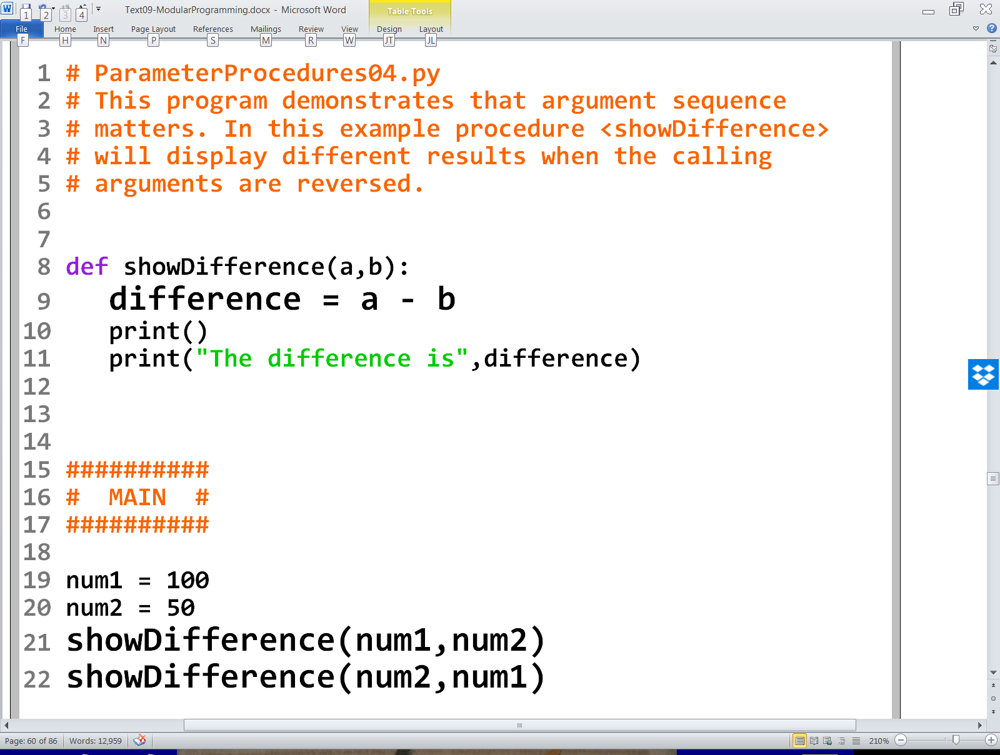 Text09-ModularProgramming.docx - Microsoft Word
Table Tools
1 2 3 4
File Home Insert Page Layout References Mailings Review View Design Layout
F H N P S M R W JT JL
1 # ParameterProcedures04.py
2 # This program demonstrates that argument sequence
3 # matters. In this example procedure <showDifference>
4 # will display different results when the calling
5 # arguments are reversed.
6
7
8 def showDifference(a,b):
9    difference = a - b
10    print()
11    print("The difference is",difference)
12
13
14
15 ##########
16 #  MAIN  #
17 ##########
18
19 num1 = 100
20 num2 = 50
21 showDifference(num1,num2)
22 showDifference(num2,num1)
Page: 60 of 86 Words: 12,959 210%